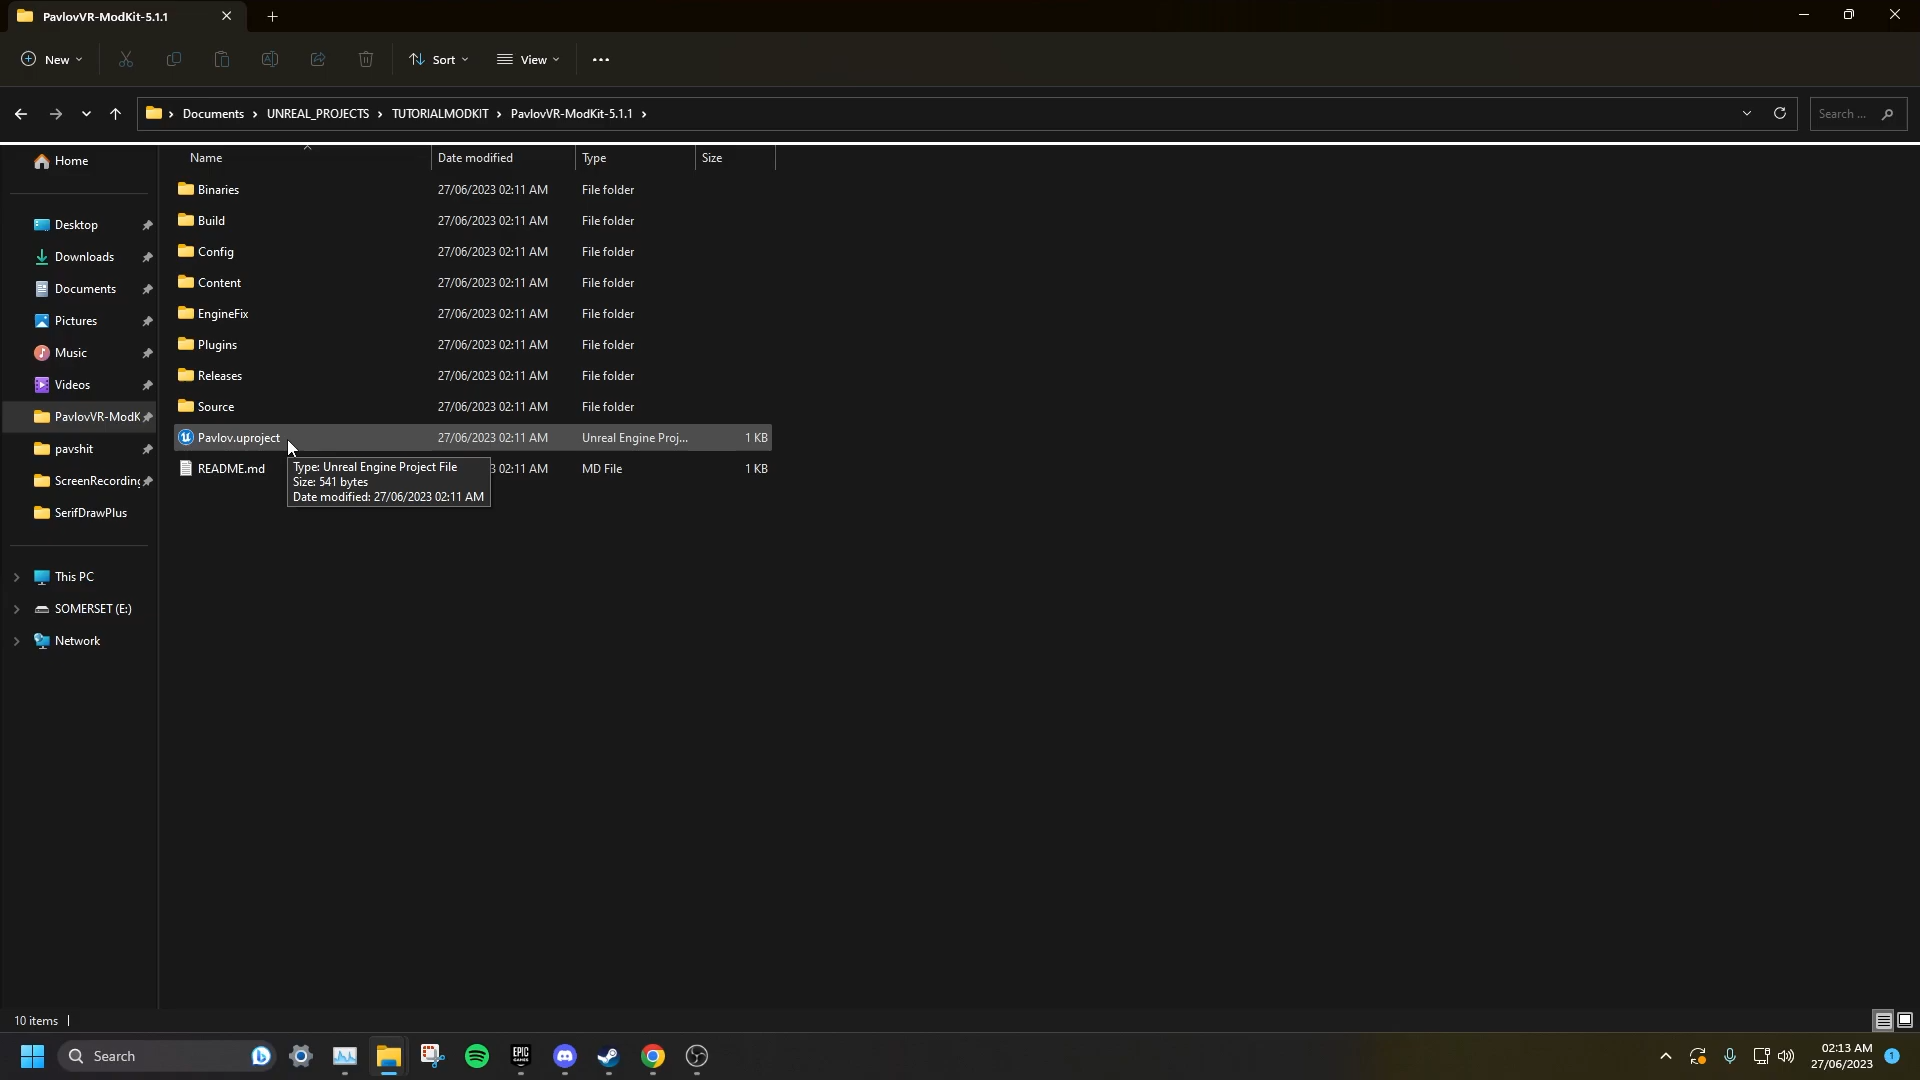 PavlovVR-ModKit-5.1.1
New
Sort
View
Documents > UNREAL_PROJECTS > TUTORIALMODKIT > PavlovVR-ModKit-5.1.1 >
Search ...
Home
Name Date modified Type Size
Binaries 27/06/2023 02:11 AM File folder
Build 27/06/2023 02:11 AM File folder
Config 27/06/2023 02:11 AM File folder
Content 27/06/2023 02:11 AM File folder
EngineFix 27/06/2023 02:11 AM File folder
Plugins 27/06/2023 02:11 AM File folder
Releases 27/06/2023 02:11 AM File folder
Source 27/06/2023 02:11 AM File folder
Pavlov.uproject 27/06/2023 02:11 AM Unreal Engine Proj... 1 KB
README.md 3 02:11 AM MD File 1 KB
Type: Unreal Engine Project File
Size: 541 bytes
Date modified: 27/06/2023 02:11 AM
Desktop
Downloads
Documents
Pictures
Music
Videos
PavlovVR-ModK
pavshit
ScreenRecording
SerifDrawPlus
This PC
SOMERSET (E:)
Network
10 items
Search
EPIC GAMES
02:13 AM
27/06/2023
1